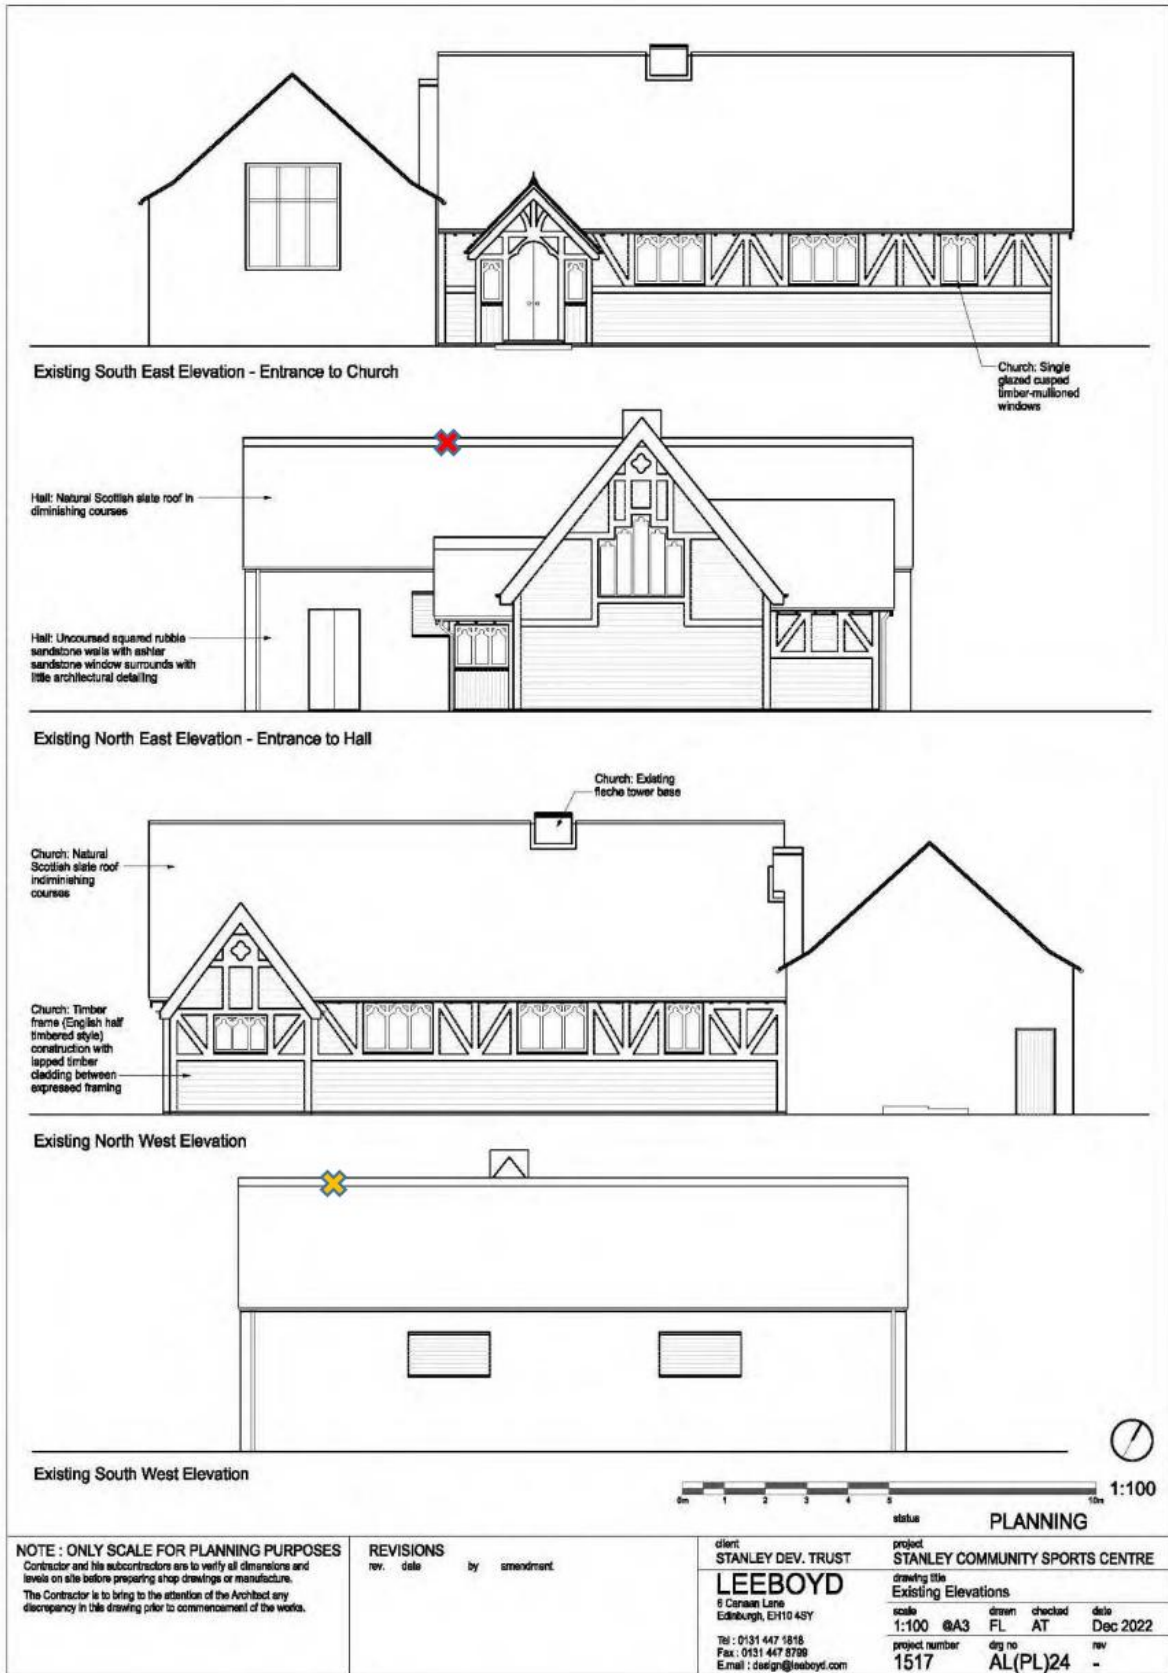 Existing South East Elevation - Entrance to Church
Church: Single
glazed cusped
timber-mullioned
windows
Hall: Natural Scottish slate roof in
diminishing courses
Hall: Uncoursed squared rubble
sandstone walls with ashlar
sandstone window surrounds with
little architectural detailing
Existing North East Elevation - Entrance to Hall
Church: Existing
fleche tower base
Church: Natural
Scottish slate roof
indiminishing
courses
Church: Timber
frame (English half
timbered style)
construction with
lapped timber
cladding between
expressed framing
Existing North West Elevation
Existing South West Elevation
0m 1 2 3 4 5 10m
1:100
status PLANNING
NOTE : ONLY SCALE FOR PLANNING PURPOSES
Contractor and his subcontractors are to verify all dimensions and
levels on site before preparing shop drawings or manufacture.
The Contractor is to bring to the attention of the Architect any
discrepancy in this drawing prior to commencement of the works.
REVISIONS
rev. date by amendment
client
STANLEY DEV. TRUST
LEEBOYD
6 Canaan Lane
Edinburgh, EH10 4SY
Tel : 0131 447 1818
Fax : 0131 447 8799
E.mail : design@leeboyd.com
project
STANLEY COMMUNITY SPORTS CENTRE
drawing title
Existing Elevations
scale drawn checked date
1:100 @A3 FL AT Dec 2022
project number drg no rev
1517 AL(PL)24 -